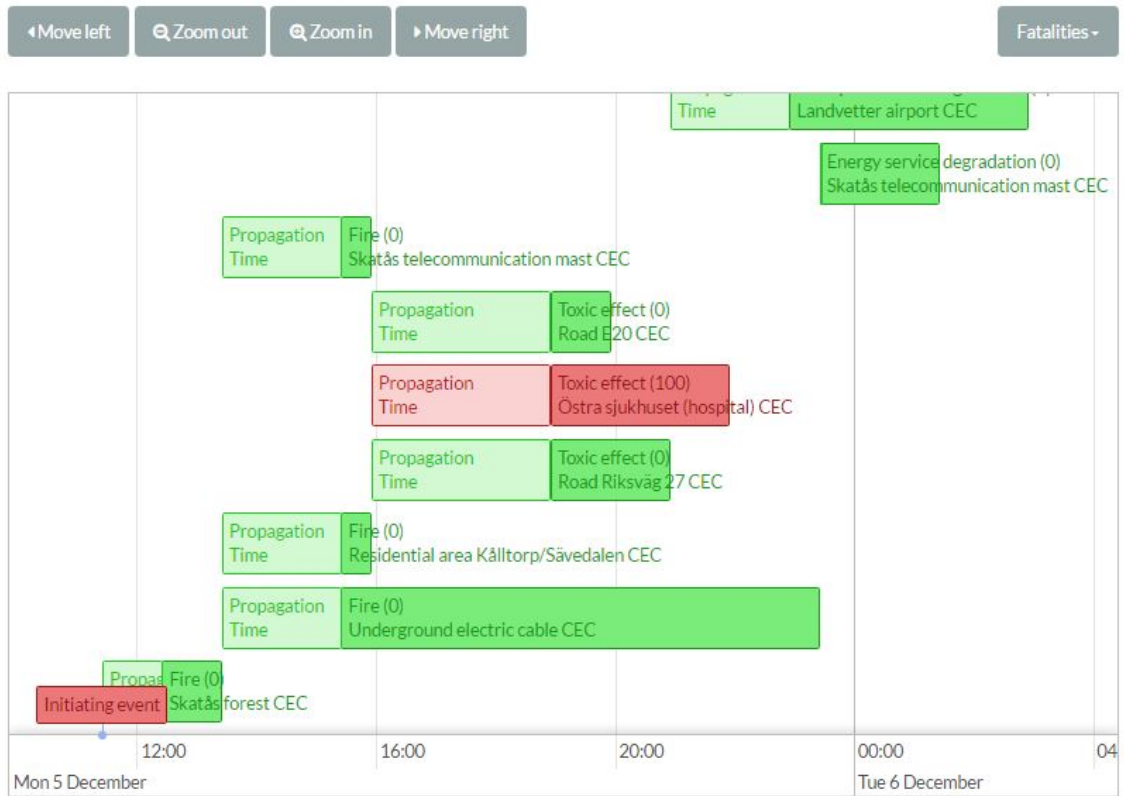 Move left
Zoom out
Zoom in
Move right
Fatalities
Time
Landvetter airport CEC
Energy service degradation (0)
Skatås telecommunication mast CEC
Propagation
Fire (0)
Time
Skatås telecommunication mast CEC
Propagation
Toxic effect (0)
Time
Road E20 CEC
Propagation
Toxic effect (100)
Time
Östra sjukhuset (hospital) CEC
Propagation
Toxic effect (0)
Time
Road Riksväg 27 CEC
Propagation
Fire (0)
Time
Residential area Kålltorp/Sävedalen CEC
Propagation
Fire (0)
Time
Underground electric cable CEC
Propag
Fire (0)
Initiating event
Skatås forest CEC
12:00
16:00
20:00
00:00
04
Mon 5 December
Tue 6 December